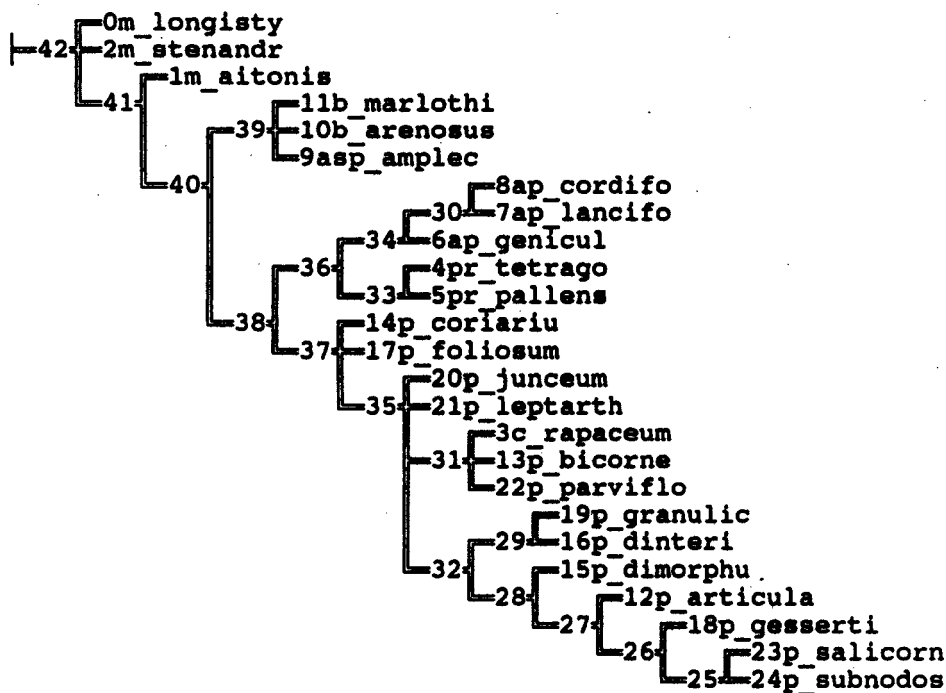 0m_longisty
42 2m_stenandr
1m_aitonis
41 11b_marlothi
39 10b_arenosus
9asp_amplec
40 8ap_cordifo
30 7ap_lancifo
34 6ap_genicul
36 4pr_tetrago
33 5pr_pallens
38 14p_coriariu
37 17p_foliosum
20p_junceum
35 21p_leptarth
3c_rapaceum
31 13p_bicorne
22p_parviflo
19p_granulic
29 16p_dinteri
32 15p_dimorphu
28 12p_articula
27 18p_gesserti
26 23p_salicorn
25 24p_subnodos